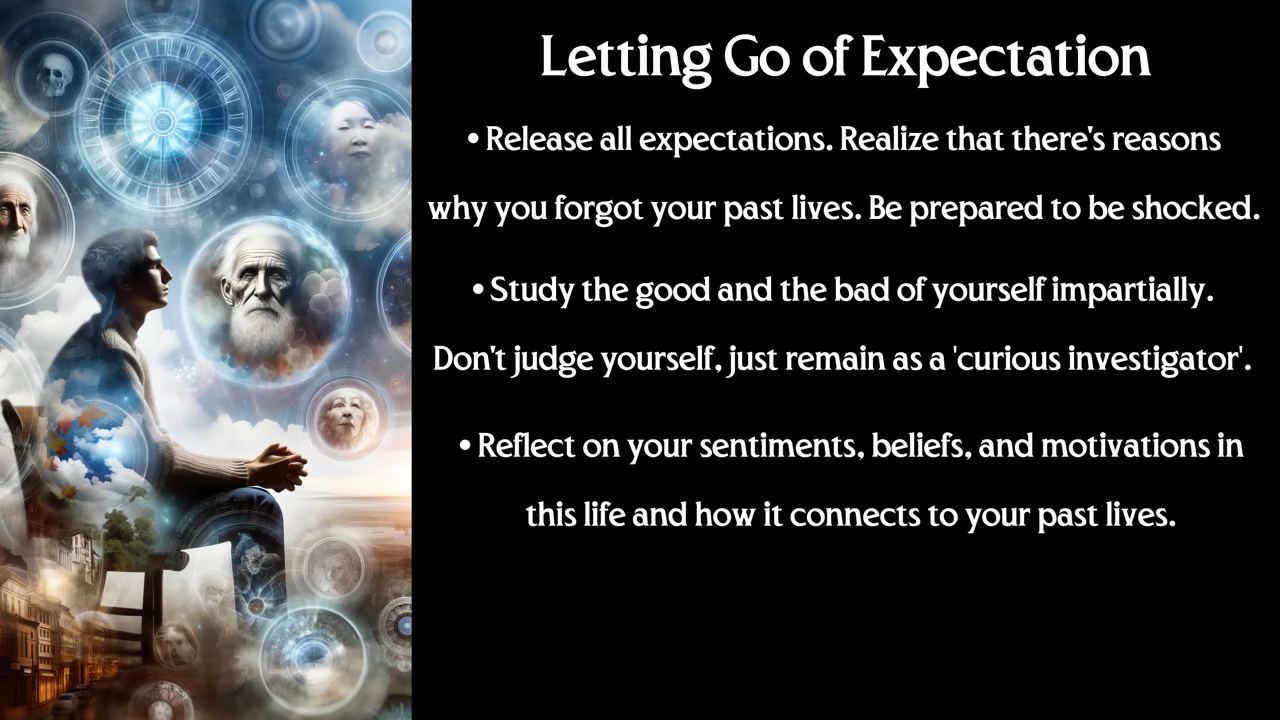 Letting Go of Expectation
• Release all expectations. Realize that there's reasons
why you forgot your past lives. Be prepared to be shocked.
• Study the good and the bad of yourself impartially.
Don't judge yourself, just remain as a 'curious investigator'.
• Reflect on your sentiments, beliefs, and motivations in
this life and how it connects to your past lives.